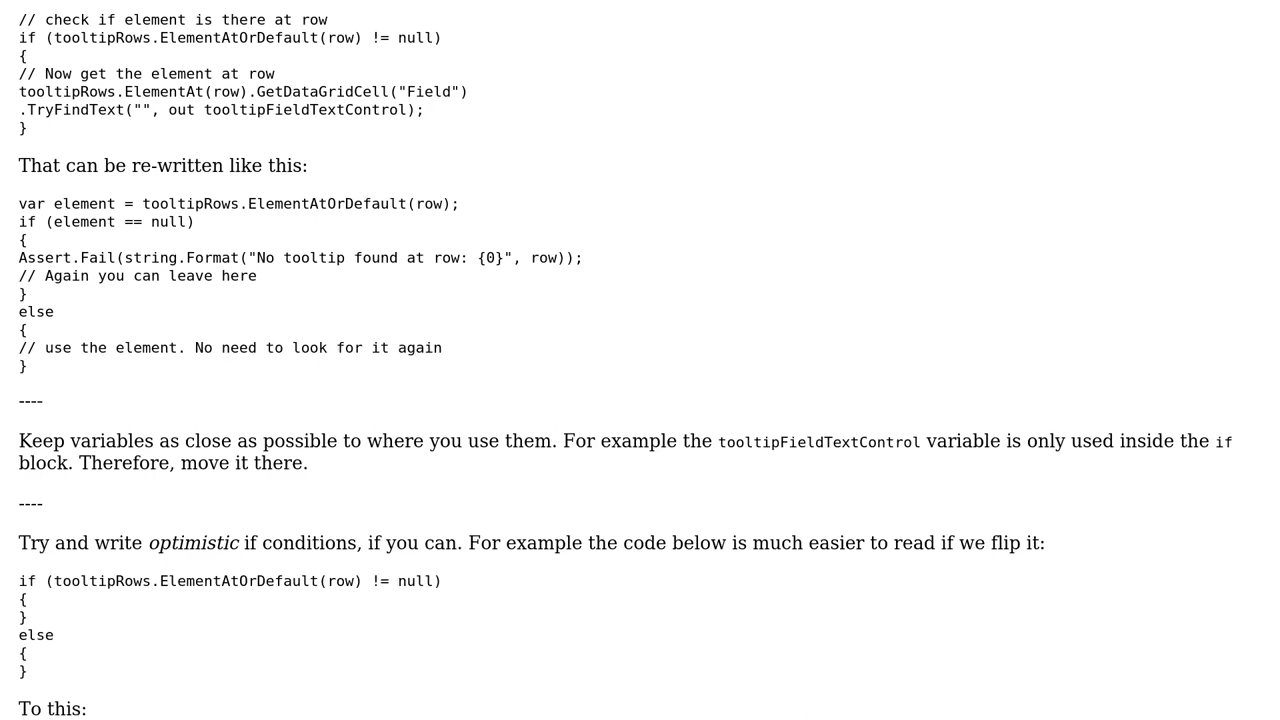 // check if element is there at row
if (tooltipRows.ElementAtOrDefault(row) != null)
{
// Now get the element at row
tooltipRows.ElementAt(row).GetDataGridCell("Field")
.TryFindText("", out tooltipFieldTextControl);
}
That can be re-written like this:
var element = tooltipRows.ElementAtOrDefault(row);
if (element == null)
{
Assert.Fail(string.Format("No tooltip found at row: {0}", row));
// Again you can leave here
}
else
{
// use the element. No need to look for it again
}
----
Keep variables as close as possible to where you use them. For example the tooltipFieldTextControl variable is only used inside the if
block. Therefore, move it there.
----
Try and write optimistic if conditions, if you can. For example the code below is much easier to read if we flip it:
if (tooltipRows.ElementAtOrDefault(row) != null)
{
}
else
{
}
To this: